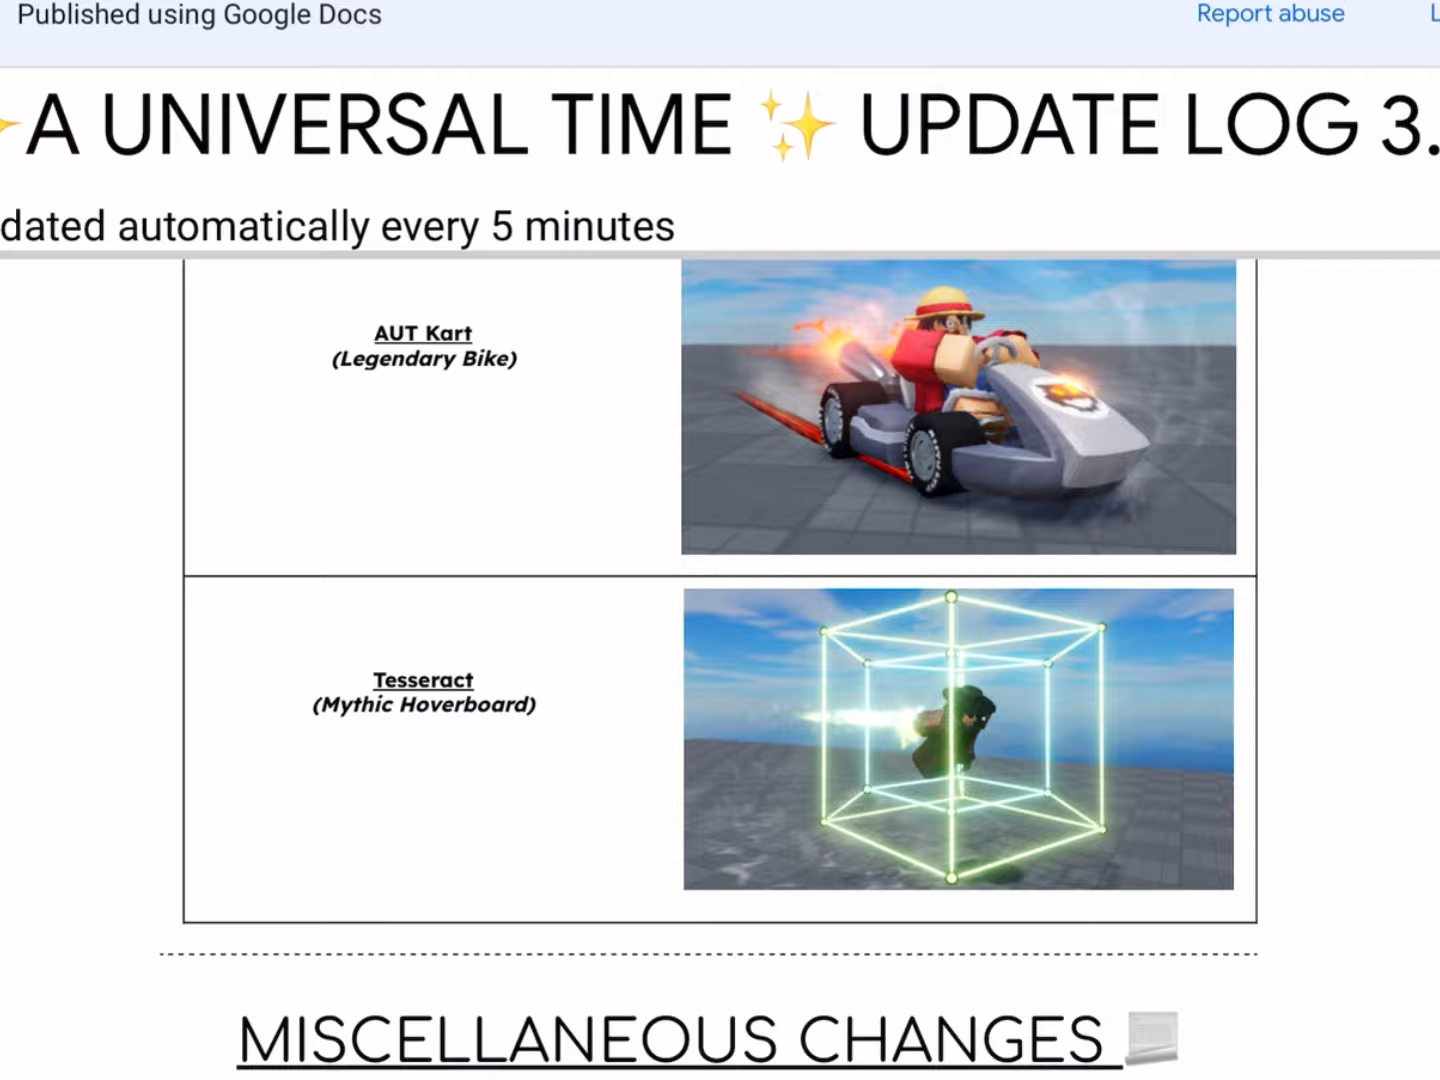 Published using Google Docs
Report abuse
A UNIVERSAL TIME ✨ UPDATE LOG 3.
dated automatically every 5 minutes
AUT Kart
(Legendary Bike)
Tesseract
(Mythic Hoverboard)
MISCELLANEOUS CHANGES